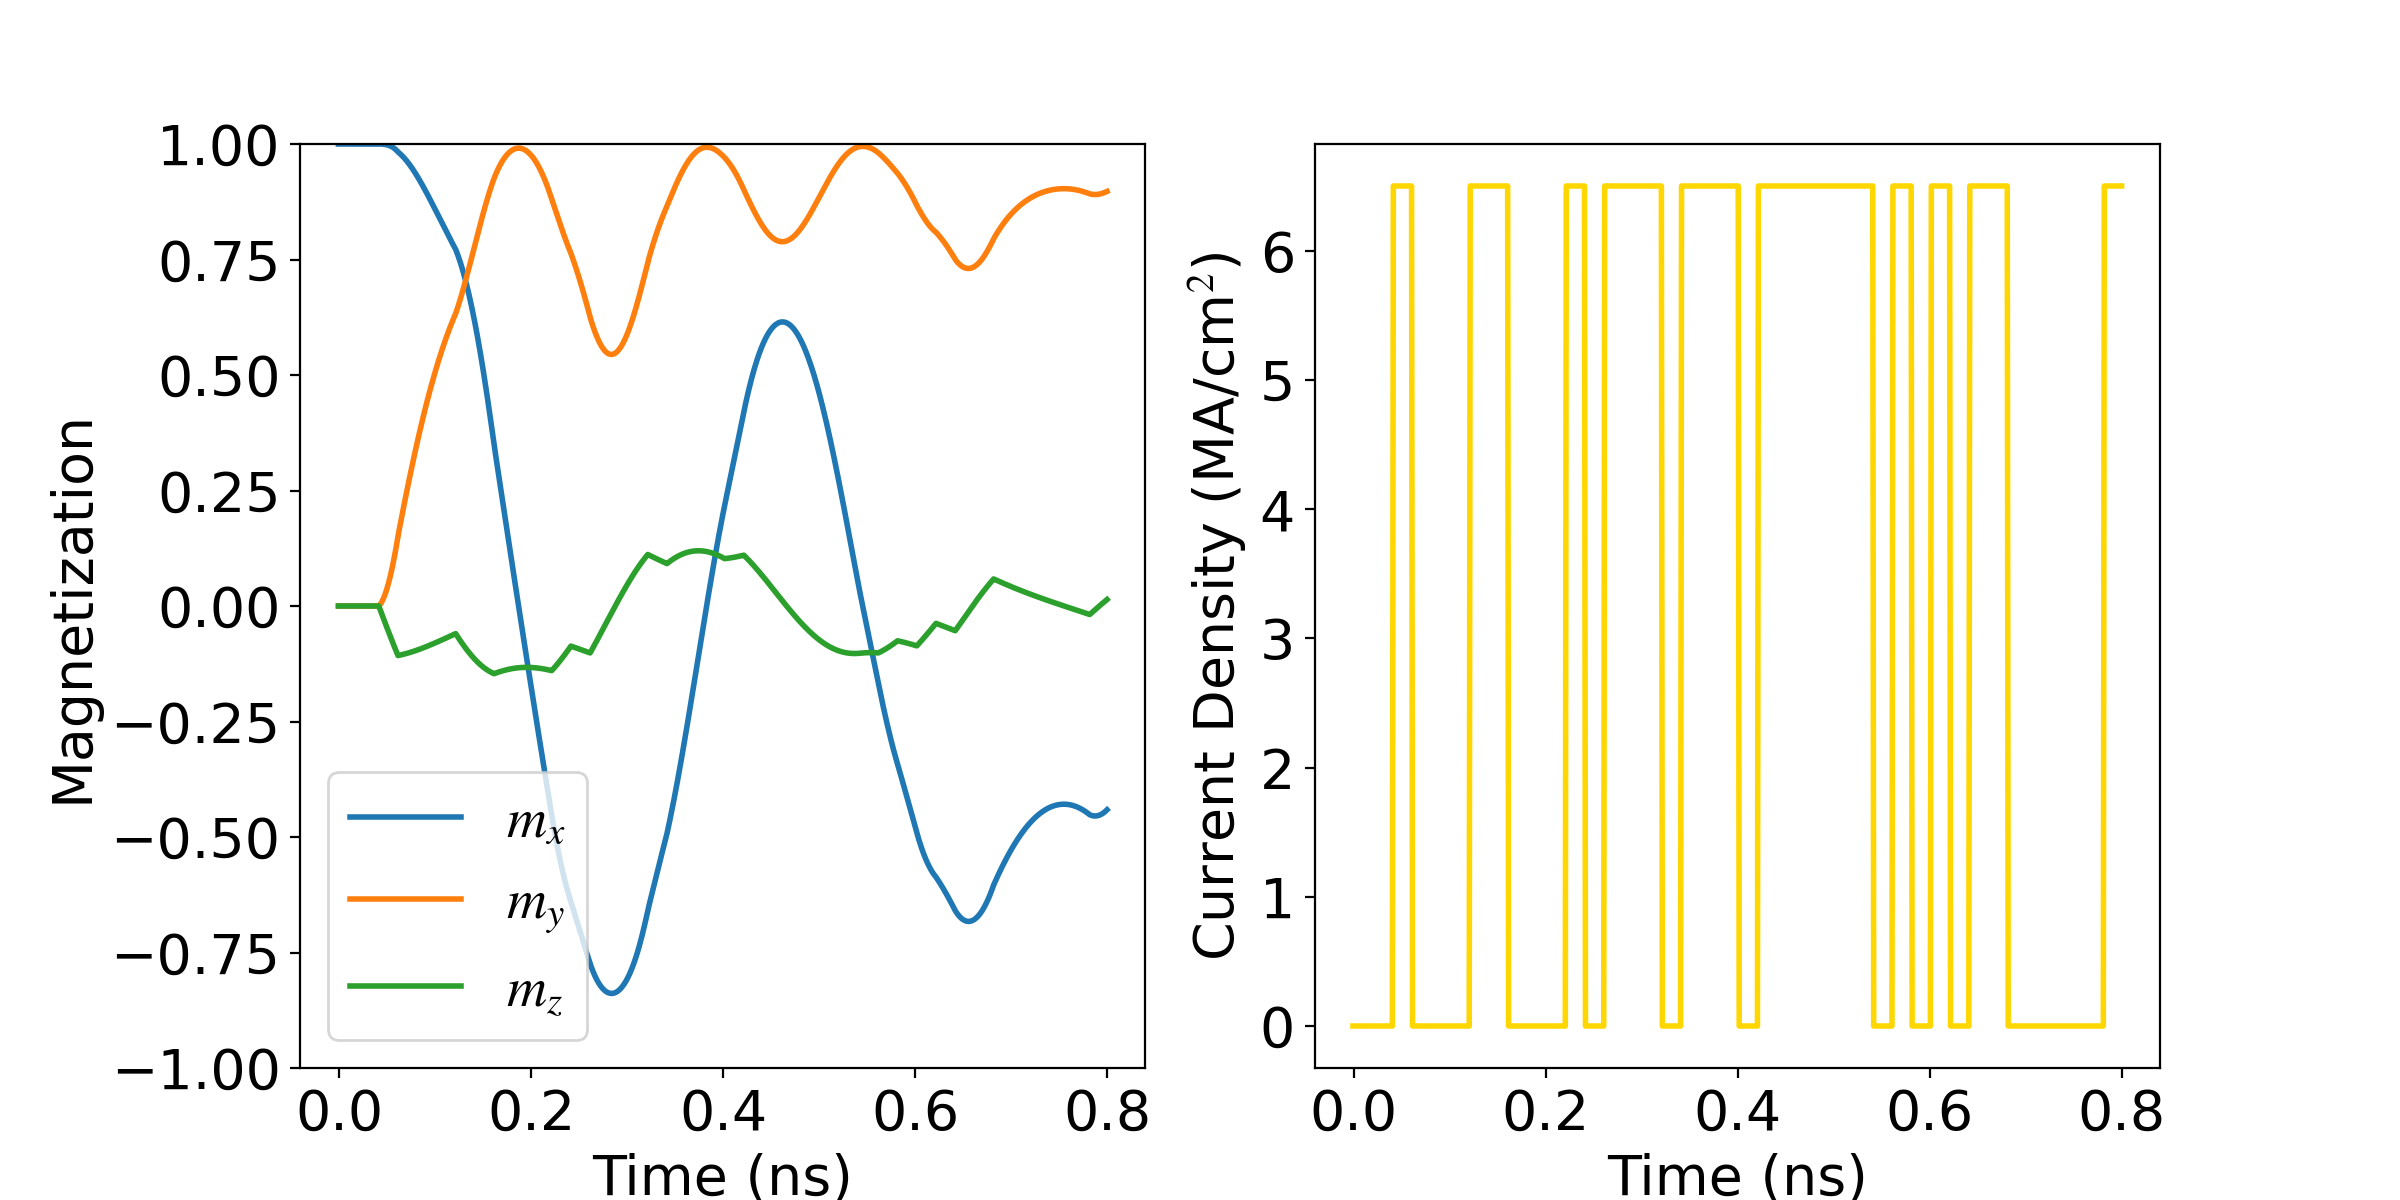 1.00
0.75
0.50
0.25
0.00
−0.25
−0.50
−0.75
−1.00
Magnetization
m_x
m_y
m_z
0.0 0.2 0.4 0.6 0.8
Time (ns)
6
5
4
3
2
1
0
Current Density (MA/cm²)
0.0 0.2 0.4 0.6 0.8
Time (ns)